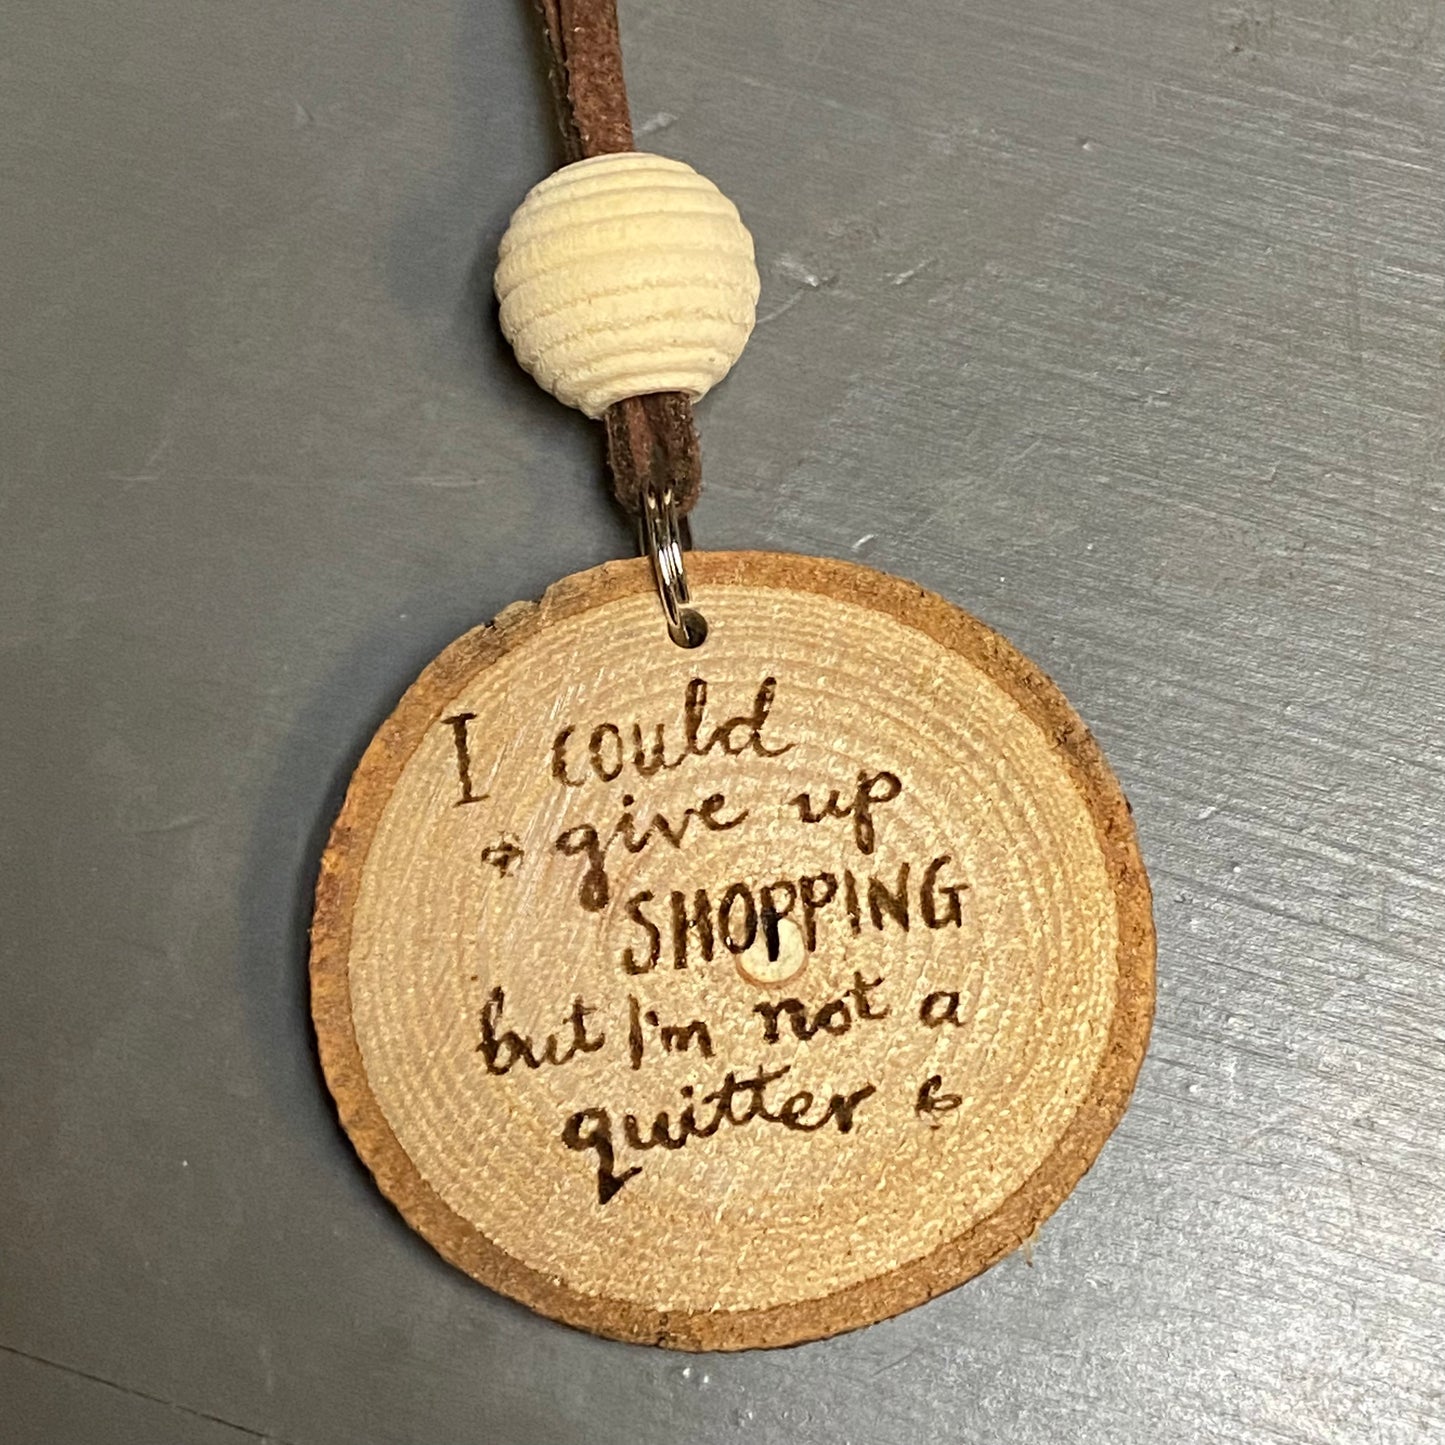 I could
give up
SHOPPING
but I'm not a
quitter